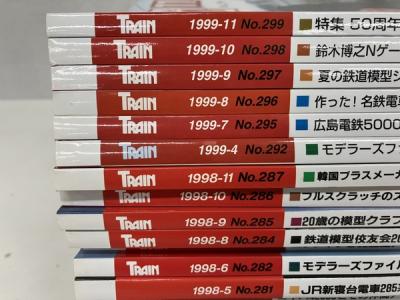 TRAIN 1999-11 No.299 特集 50周年
TRAIN 1999-10 No.298 鈴木博之Nゲー
TRAIN 1999-9 No.297 夏の鉄道模型シ
TRAIN 1999-8 No.296 作った!名鉄電車
TRAIN 1999-7 No.295 広島電鉄5000
TRAIN 1999-4 No.292 モデラーズファ
TRAIN 1998-11 No.287 韓国ブラスメーカ
TRAIN 1998-10 No.286 フルスクラッチのス
TRAIN 1998-9 No.285 20歳の模型クラブ
TRAIN 1998-8 No.284 鉄道模型佼友会20
TRAIN 1998-6 No.282 モデラーズファイル
TRAIN 1998-5 No.281 JR新寝台電車285系